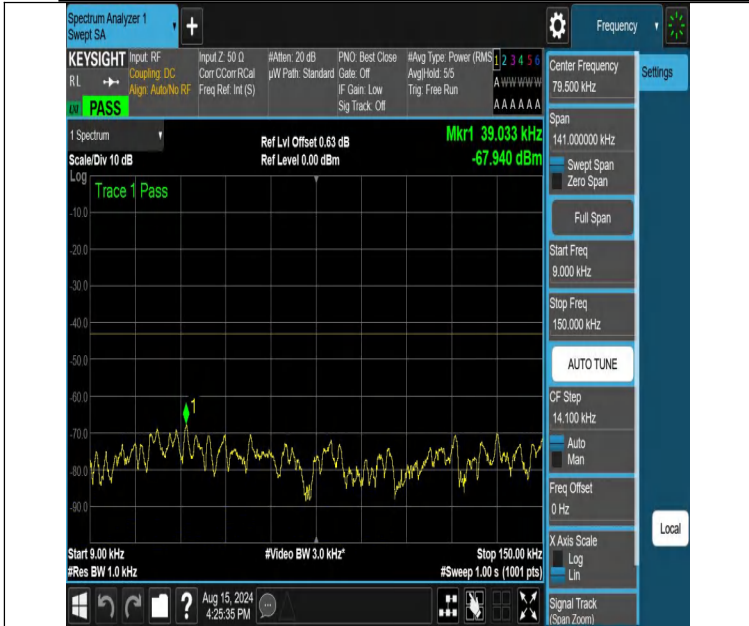 Spectrum Analyzer 1
Swept SA
+
Frequency
KEYSIGHT
RL
PASS
Input: RF
Coupling: DC
Align: Auto/No RF
Input Z: 50 Ω
Corr CCorr RCal
Freq Ref: Int (S)
#Atten: 20 dB
µW Path: Standard
PNO: Best Close
Gate: Off
IF Gain: Low
Sig Track: Off
#Avg Type: Power (RMS
Avg|Hold: 5/5
Trig: Free Run
1 2 3 4 5 6
A W W W W W
A A A A A A
1 Spectrum
Scale/Div 10 dB
Ref Lvl Offset 0.63 dB
Ref Level 0.00 dBm
Mkr1 39.033 kHz
-67.940 dBm
Log
Trace 1 Pass
-10.0
-20.0
-30.0
-40.0
-50.0
-60.0
-70.0
-80.0
-90.0
1
Start 9.00 kHz
#Res BW 1.0 kHz
#Video BW 3.0 kHz*
Stop 150.00 kHz
#Sweep 1.00 s (1001 pts)
Center Frequency
79.500 kHz
Span
141.000000 kHz
Swept Span
Zero Span
Full Span
Start Freq
9.000 kHz
Stop Freq
150.000 kHz
AUTO TUNE
CF Step
14.100 kHz
Auto
Man
Freq Offset
0 Hz
X Axis Scale
Log
Lin
Signal Track
(Span Zoom)
Settings
Local
?
Aug 15, 2024
4:25:35 PM